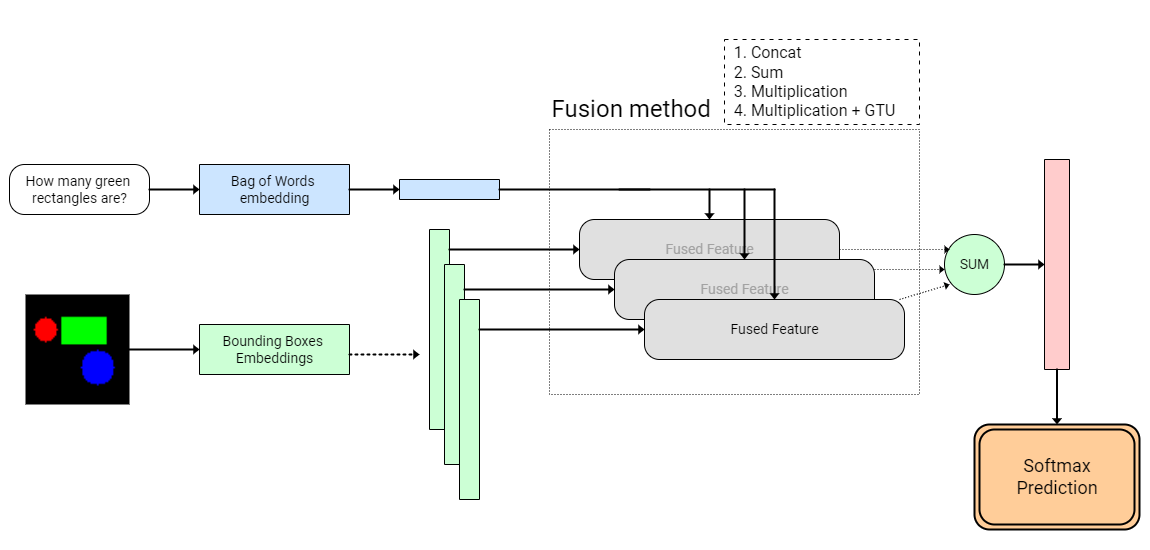 1. Concat
2. Sum
3. Multiplication
4. Multiplication + GTU
Fusion method
How many green
rectangles are?
Bag of Words
embedding
Fused Feature
Fused Feature
Fused Feature
SUM
Bounding Boxes
Embeddings
Softmax
Prediction